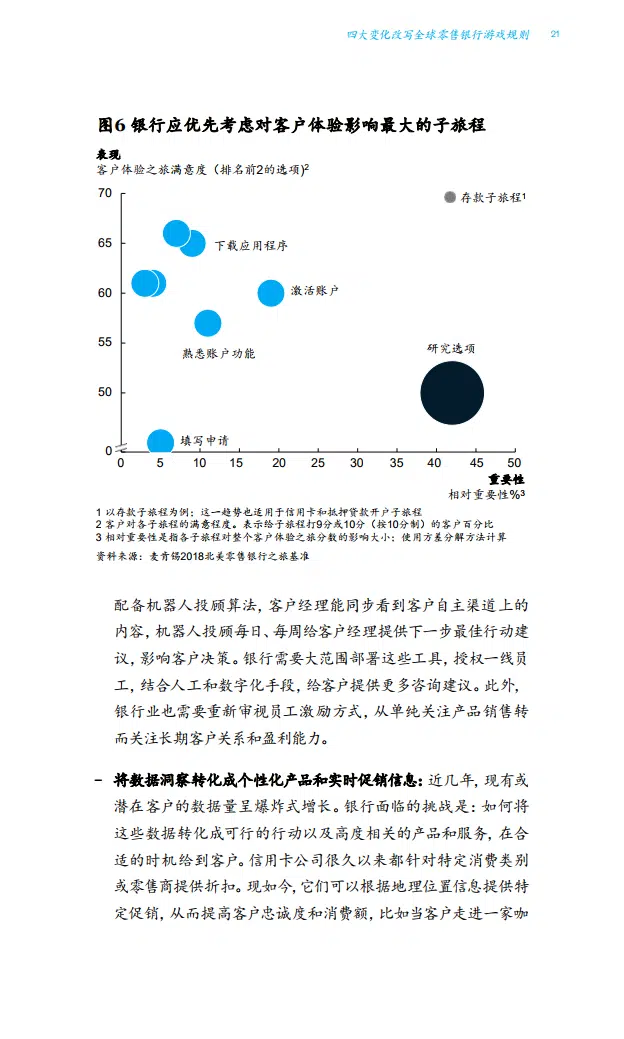 四大变化改写全球零售银行游戏规则 21
图6 银行应优先考虑对客户体验影响最大的子旅程
表现
客户体验之旅满意度（排名前2的选项)2
70
存款子旅程1
65
下载应用程序
60
激活账户
55
熟悉账户功能
研究选项
50
填写申请
0
0 5 10 15 20 25 30 35 40 45 50
重要性
相对重要性%3
1 以存款子旅程为例；这一趋势也适用于信用卡和抵押贷款开户子旅程
2 客户对各子旅程的满意程度。表示给子旅程打9分或10分（按10分制）的客户百分比
3 相对重要性是指各子旅程对整个客户体验之旅分数的影响大小；使用方差分解方法计算
资料来源：麦肯锡2018北美零售银行之旅基准
配备机器人投顾算法，客户经理能同步看到客户自主渠道上的
内容，机器人投顾每日、每周给客户经理提供下一步最佳行动建
议，影响客户决策。银行需要大范围部署这些工具，授权一线员
工，结合人工和数字化手段，给客户提供更多咨询建议。此外，
银行业也需要重新审视员工激励方式，从单纯关注产品销售转
而关注长期客户关系和盈利能力。
– 将数据洞察转化成个性化产品和实时促销信息：近几年，现有或
潜在客户的数据量呈爆炸式增长。银行面临的挑战是：如何将
这些数据转化成可行的行动以及高度相关的产品和服务，在合
适的时机给到客户。信用卡公司很久以来都针对特定消费类别
或零售商提供折扣。现如今，它们可以根据地理位置信息提供特
定促销，从而提高客户忠诚度和消费额，比如当客户走进一家咖